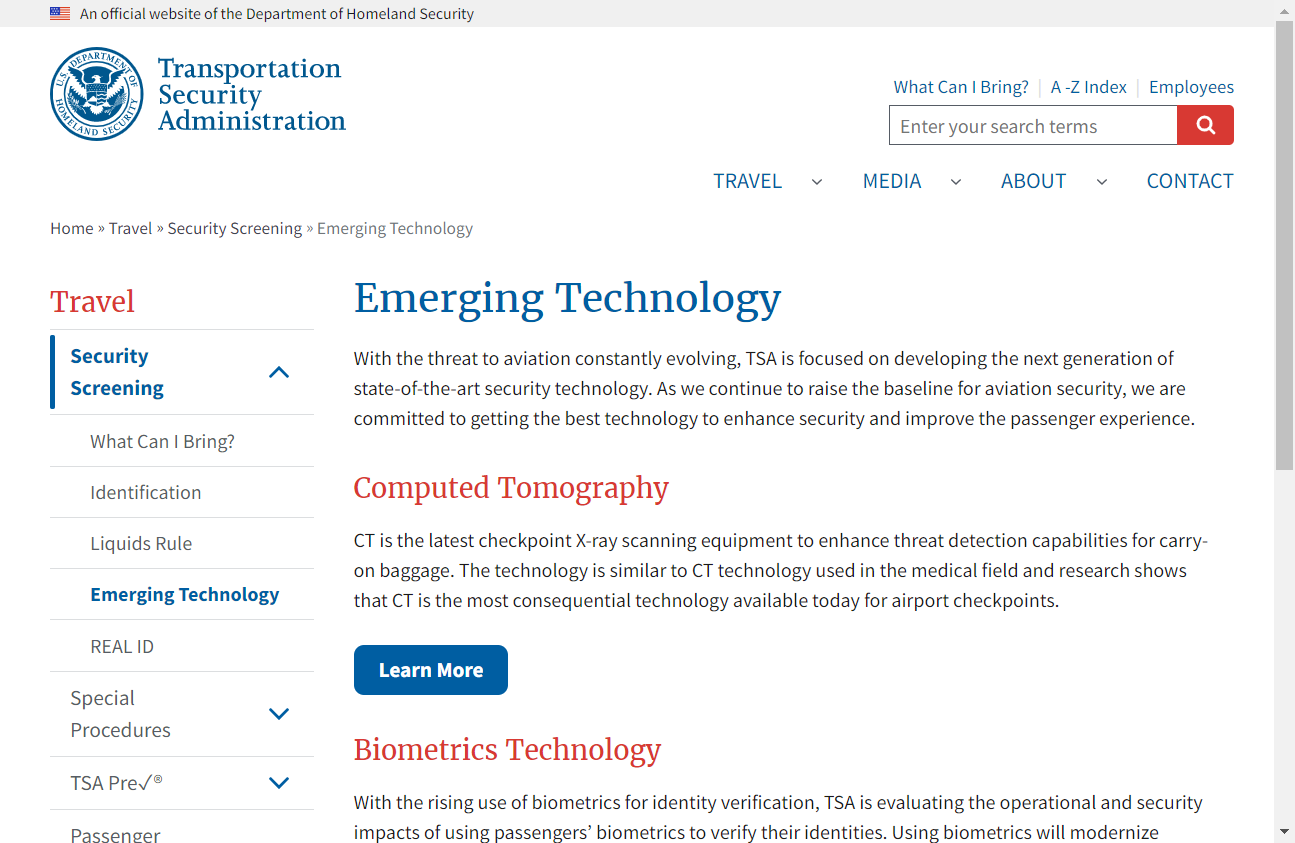 An official website of the Department of Homeland Security
U.S. DEPARTMENT OF HOMELAND SECURITY
Transportation
Security
Administration
What Can I Bring?
A -Z Index
Employees
Enter your search terms
TRAVEL
MEDIA
ABOUT
CONTACT
Home » Travel » Security Screening » Emerging Technology
Travel
Security
Screening
What Can I Bring?
Identification
Liquids Rule
Emerging Technology
REAL ID
Special
Procedures
TSA Pre✓®
Passenger
Emerging Technology
With the threat to aviation constantly evolving, TSA is focused on developing the next generation of
state-of-the-art security technology. As we continue to raise the baseline for aviation security, we are
committed to getting the best technology to enhance security and improve the passenger experience.
Computed Tomography
CT is the latest checkpoint X-ray scanning equipment to enhance threat detection capabilities for carry-
on baggage. The technology is similar to CT technology used in the medical field and research shows
that CT is the most consequential technology available today for airport checkpoints.
Learn More
Biometrics Technology
With the rising use of biometrics for identity verification, TSA is evaluating the operational and security
impacts of using passengers’ biometrics to verify their identities. Using biometrics will modernize